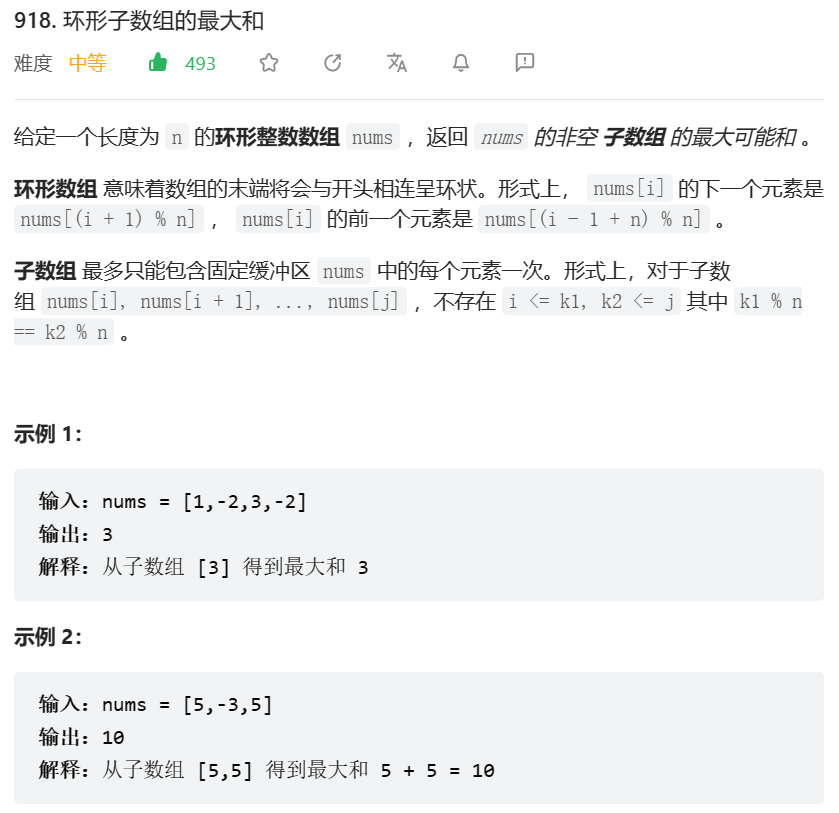 918. 环形子数组的最大和
难度 中等 493
给定一个长度为 n 的环形整数数组 nums ，返回 nums 的非空 子数组 的最大可能和 。
环形数组 意味着数组的末端将会与开头相连呈环状。形式上， nums[i] 的下一个元素是
nums[(i + 1) % n] ， nums[i] 的前一个元素是 nums[(i - 1 + n) % n] 。
子数组 最多只能包含固定缓冲区 nums 中的每个元素一次。形式上，对于子数
组 nums[i], nums[i + 1], ..., nums[j] ，不存在 i <= k1, k2 <= j 其中 k1 % n
== k2 % n 。
示例 1：
输入：nums = [1,-2,3,-2]
输出：3
解释：从子数组 [3] 得到最大和 3
示例 2：
输入：nums = [5,-3,5]
输出：10
解释：从子数组 [5,5] 得到最大和 5 + 5 = 10